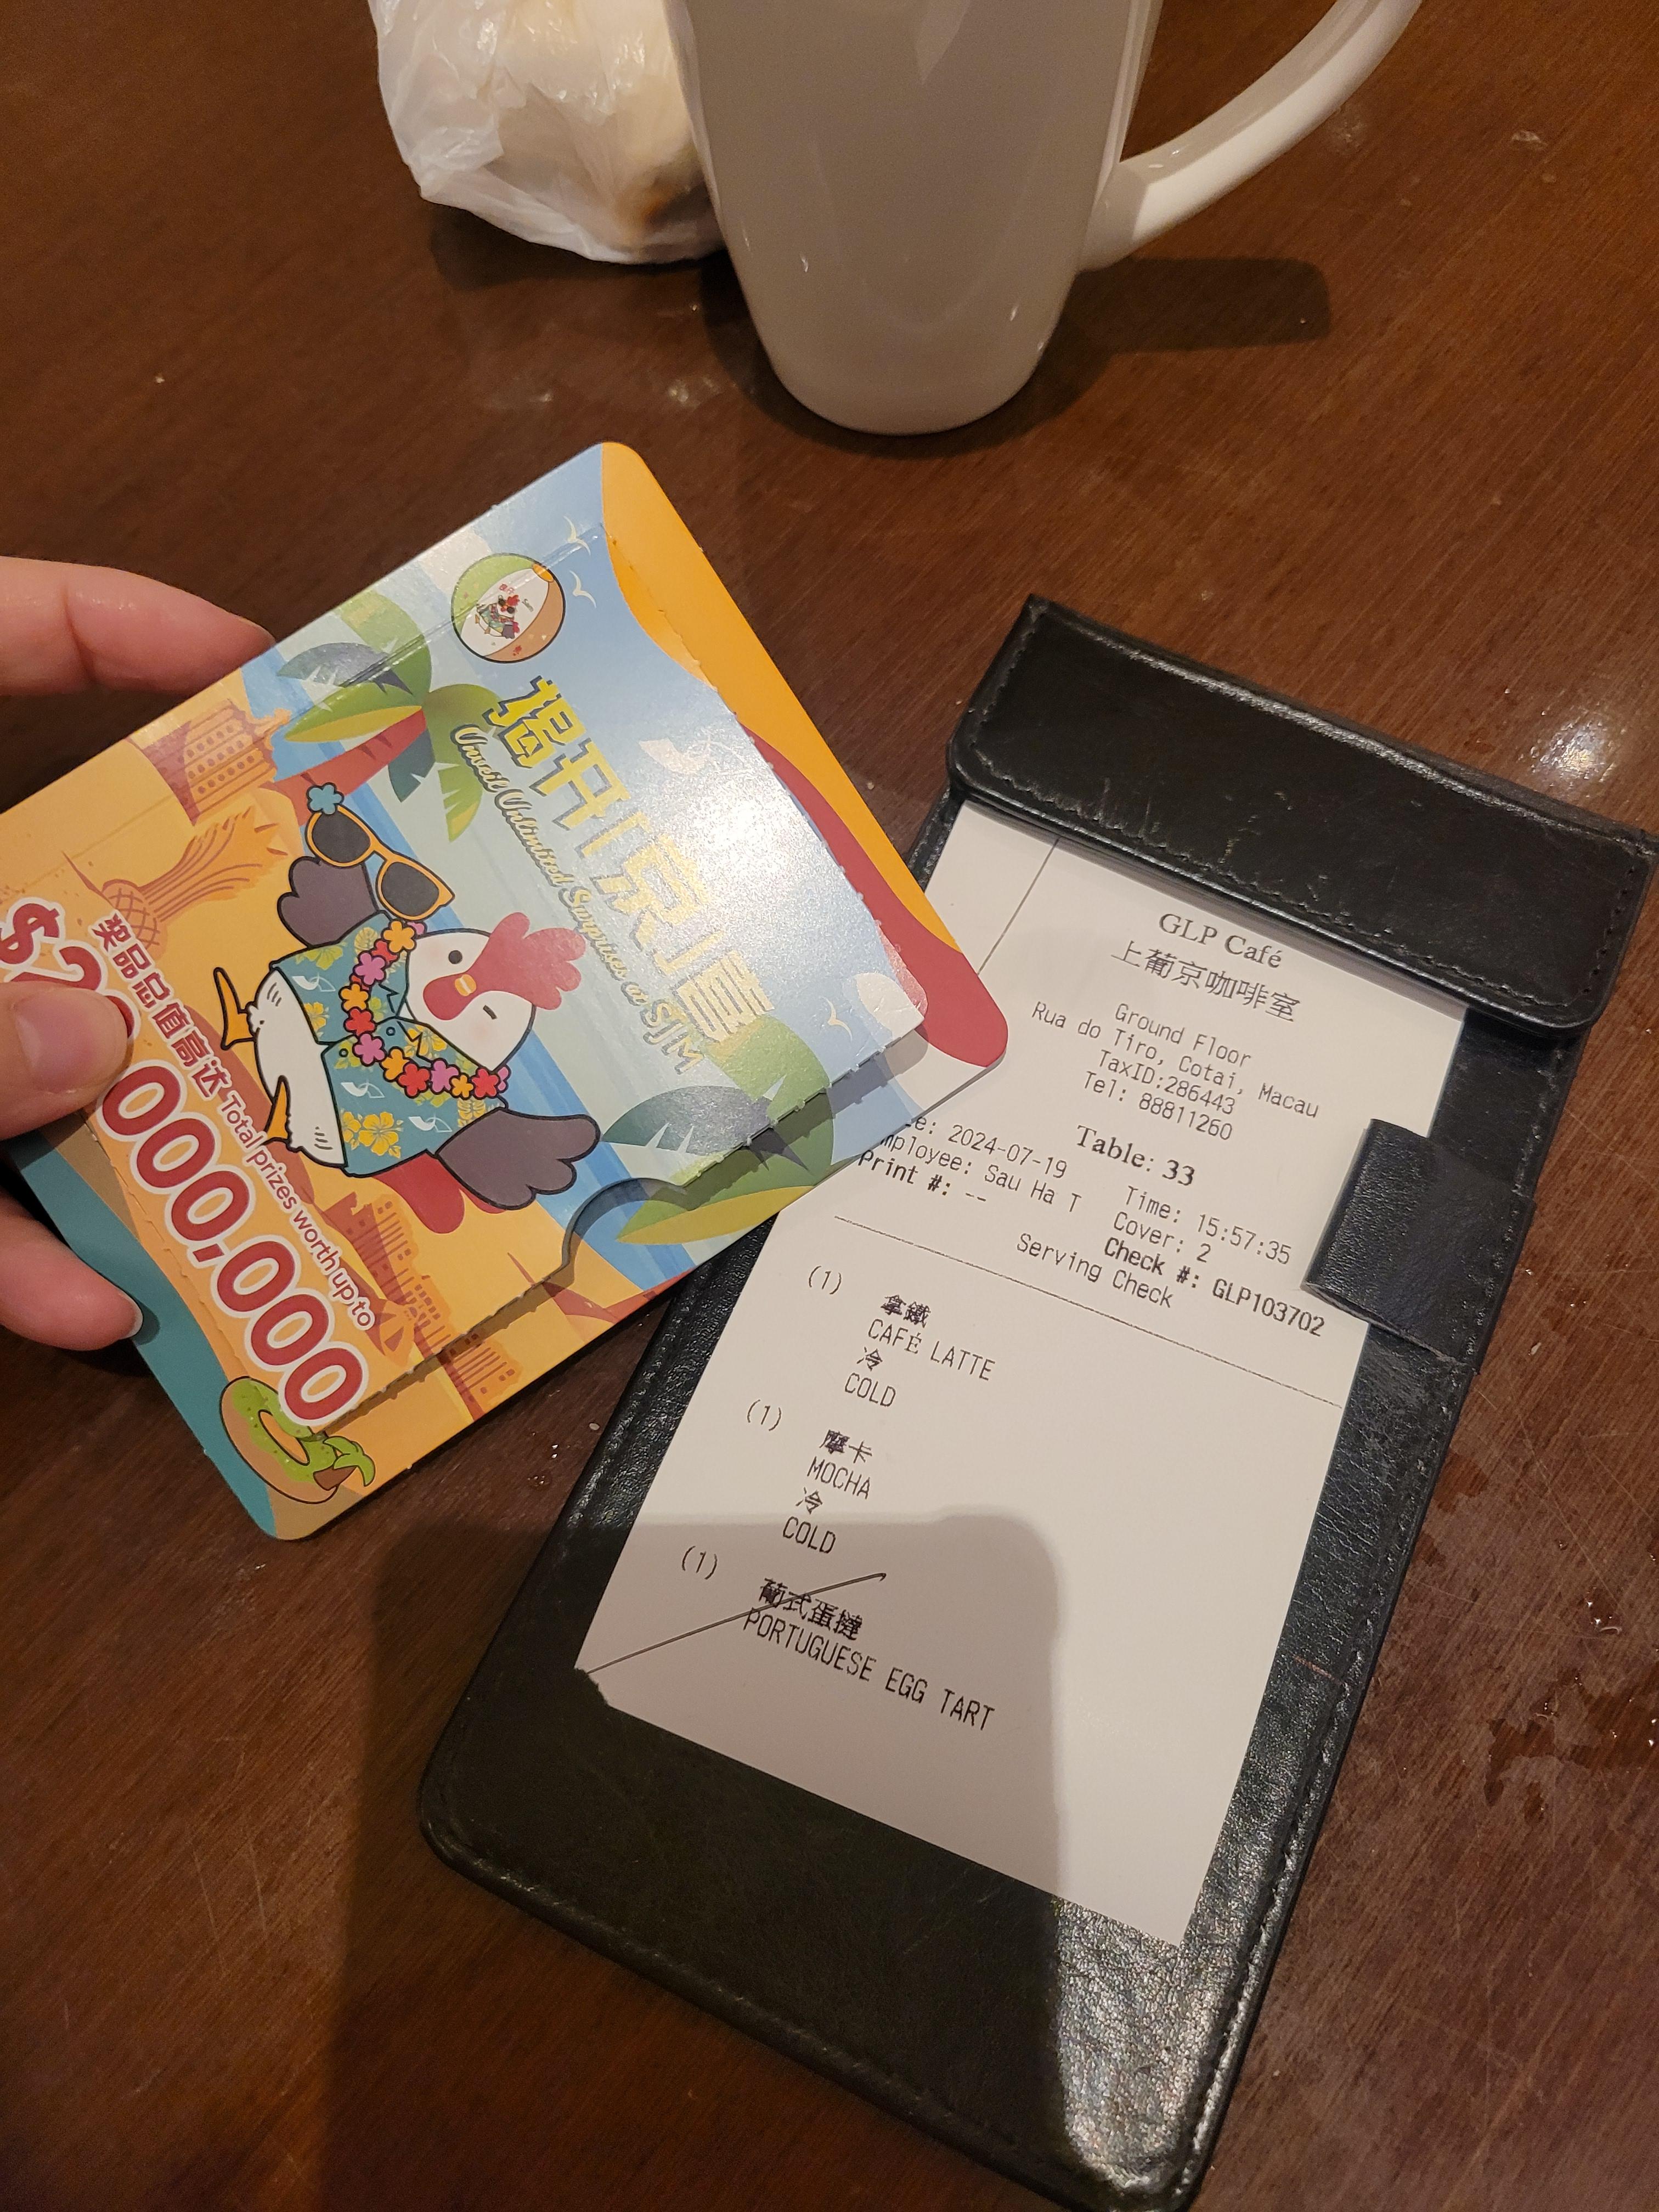 揭开京喜
Unveil Unlimited Surprises at SJM
奖品总值高达 Total prizes worth up to
000,000
GLP Café
上葡京咖啡室
Ground Floor
Rua do Tiro, Cotai, Macau
TaxID:286443
Tel: 88811260
Table: 33
2024-07-19 Time: 15:57:35
Employee: Sau Ha T Cover: 2
Print #: -- Check #: GLP103702
Serving Check
(1) 拿鐵
CAFÉ LATTE
冷
COLD
(1) 摩卡
MOCHA
冷
COLD
(1) 葡式蛋撻
PORTUGUESE EGG TART